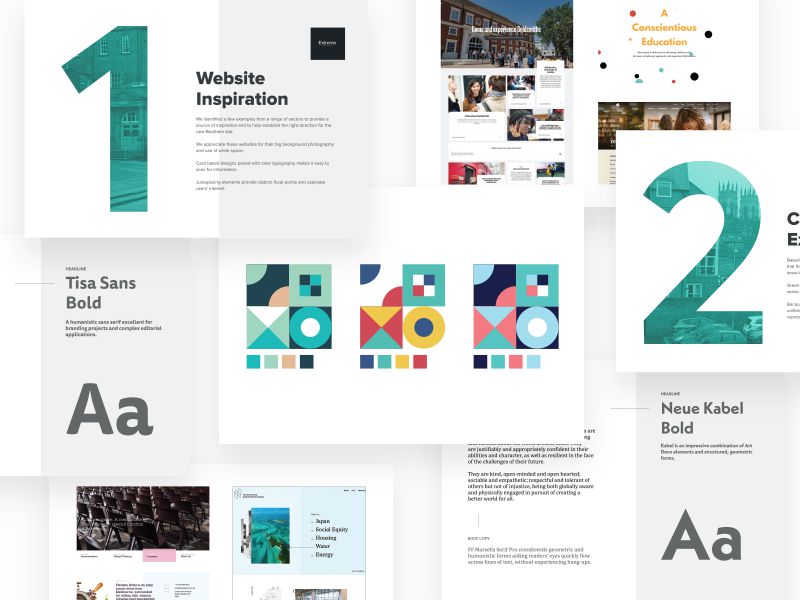 1
Website
Inspiration
Extreme
We identified a few examples from a range of sectors to provide a
source of inspiration and to help establish the right direction for the
new Bootham site.
We appreciate these websites for their big background photography
and use of white space.
Card based designs paired with clear typography makes it easy to
scan for information.
Juxtaposing elements provide distinct focal points and captivate
users' interest.
Come and experience Goldsmiths
A
Conscientious
Education
2
C
Ex
Based
that fe
associ
Green
sense
Becau
unified
repres
HEADLINE
Tisa Sans
Bold
A humanistic sans serif excellent for
branding projects and complex editorial
applications.
Aa
HEADLINE
Neue Kabel
Bold
Kabel is an impressive combination of Art
Deco elements and structured, geometric
forms.
Aa
are justifiably and appropriately confident in their
abilities and character, as well as resilient in the face
of the challenges of their future.
They are kind, open-minded and open hearted;
sociable and empathetic; respectful and tolerant of
others but not of injustice, being both globally aware
and physically engaged in pursuit of creating a
better world for all.
BODY COPY
FF Marselis Serif Pro crossbreeds geometric and
humanistic forms aiding readers' eyes quickly flow
across lines of text, without experiencing hang-ups.
Japan
Social Equity
Housing
Water
Energy